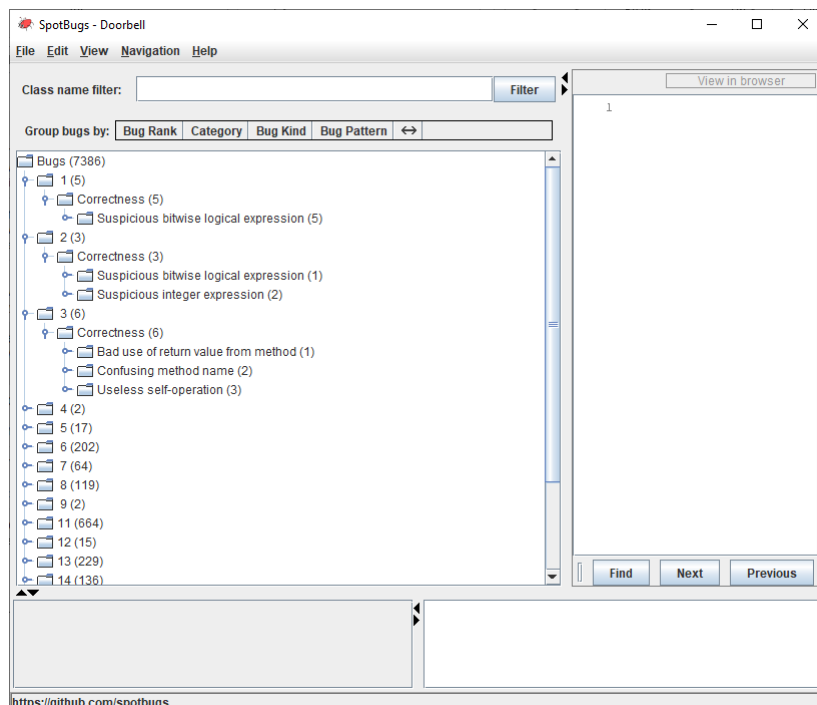 SpotBugs - Doorbell
File Edit View Navigation Help
Class name filter: Filter
View in browser
1
Group bugs by: Bug Rank Category Bug Kind Bug Pattern ↔
Bugs (7386)
1 (5)
Correctness (5)
Suspicious bitwise logical expression (5)
2 (3)
Correctness (3)
Suspicious bitwise logical expression (1)
Suspicious integer expression (2)
3 (6)
Correctness (6)
Bad use of return value from method (1)
Confusing method name (2)
Useless self-operation (3)
4 (2)
5 (17)
6 (202)
7 (64)
8 (119)
9 (2)
11 (664)
12 (15)
13 (229)
14 (136)
Find Next Previous
https://github.com/spotbugs